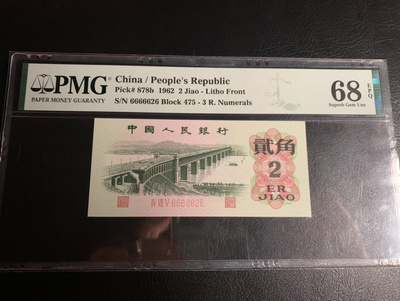 PMG
PAPER MONEY GUARANTY
China / People's Republic
Pick# 878b 1962 2 Jiao - Litho Front
S/N 6666626 Block 475 - 3 R. Numerals
68 EPQ
Superb Gem Unc
中國人民銀行
貳角
2
ER
JIAO
6666626